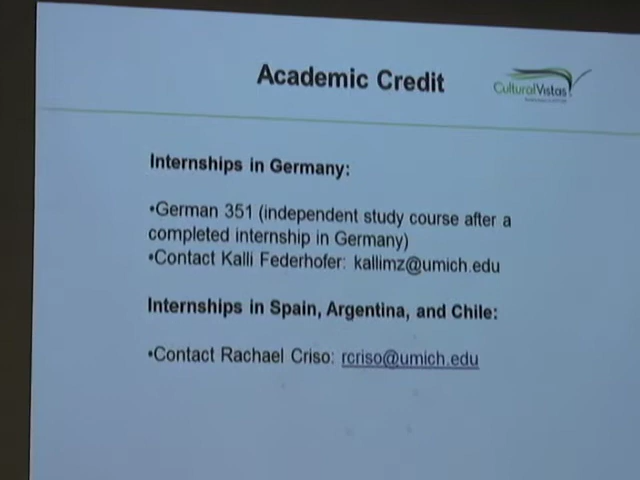 Academic Credit
CulturalVistas
Internships in Germany:
•German 351 (independent study course after a
completed internship in Germany)
•Contact Kalli Federhofer: kallimz@umich.edu
Internships in Spain, Argentina, and Chile:
•Contact Rachael Criso: rcriso@umich.edu